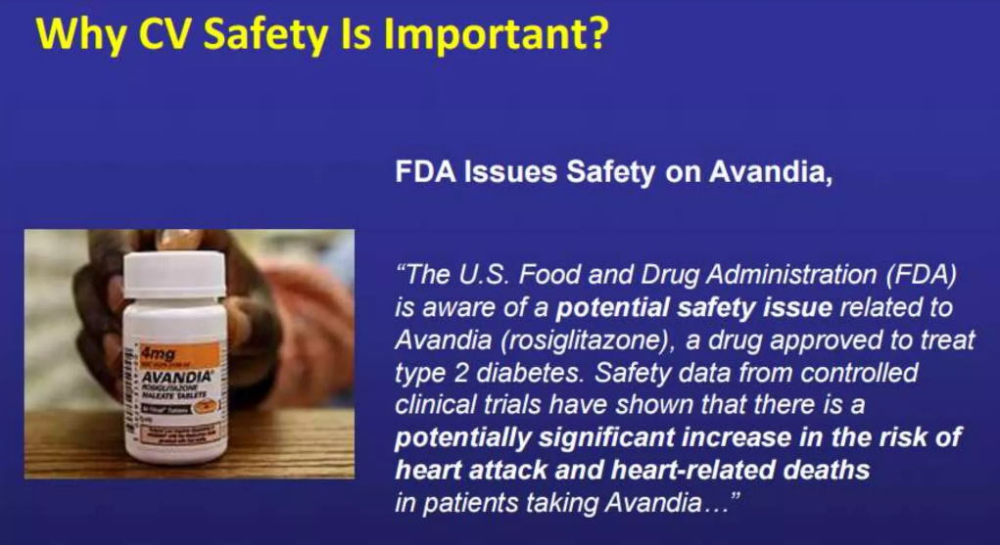 Why CV Safety Is Important?
FDA Issues Safety on Avandia,
“The U.S. Food and Drug Administration (FDA)
is aware of a potential safety issue related to
Avandia (rosiglitazone), a drug approved to treat
type 2 diabetes. Safety data from controlled
clinical trials have shown that there is a
potentially significant increase in the risk of
heart attack and heart-related deaths
in patients taking Avandia…”
4mg
AVANDIA®
ROSIGLITAZONE
MALEATE TABLETS